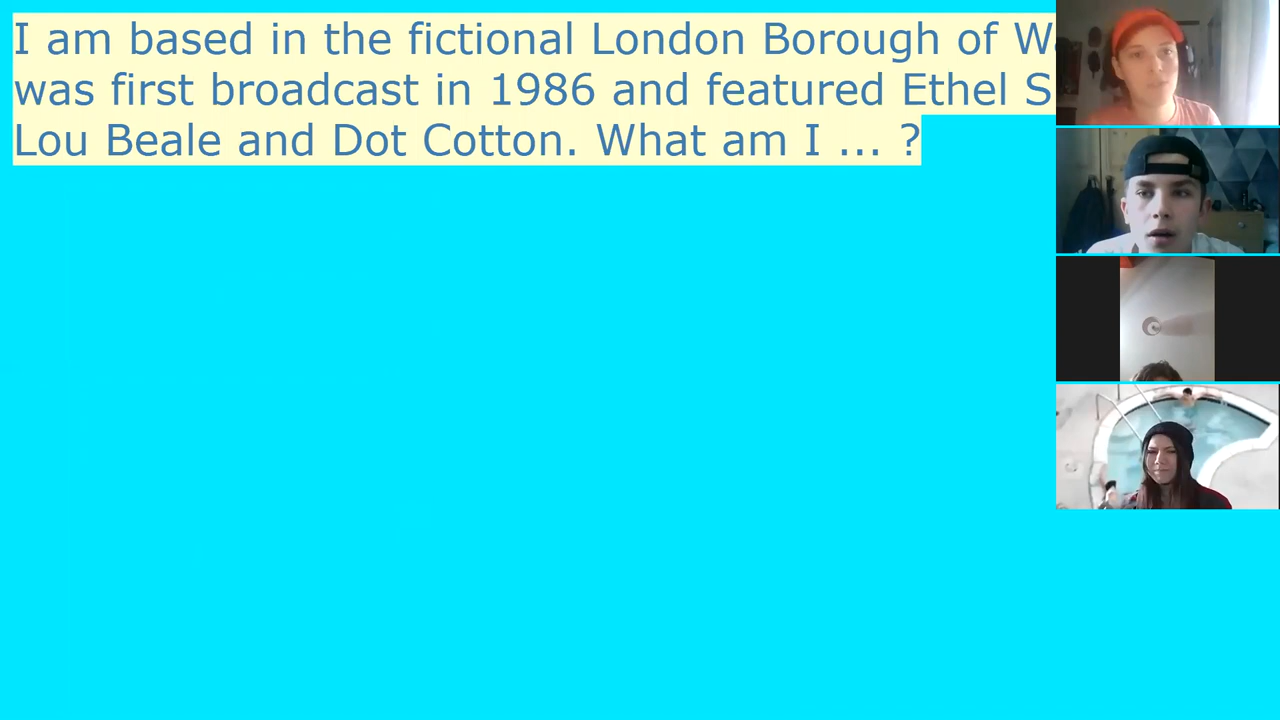 I am based in the fictional London Borough of
was first broadcast in 1986 and featured Ethel
Lou Beale and Dot Cotton. What am I ... ?